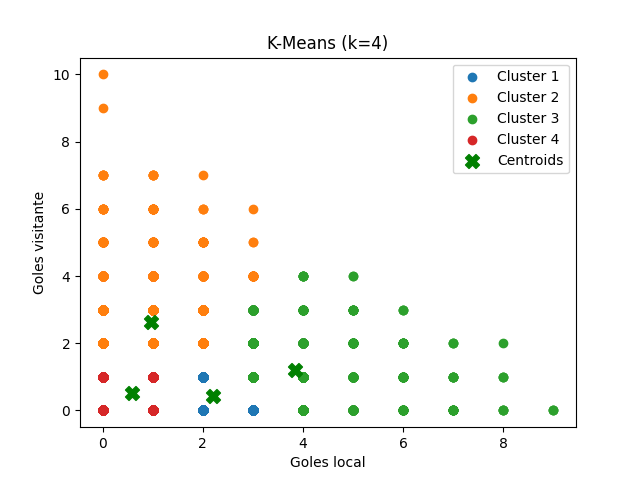 K-Means (k=4)
Cluster 1
Cluster 2
Cluster 3
Cluster 4
Centroids
Goles visitante
10
8
6
4
2
0
0 2 4 6 8
Goles local